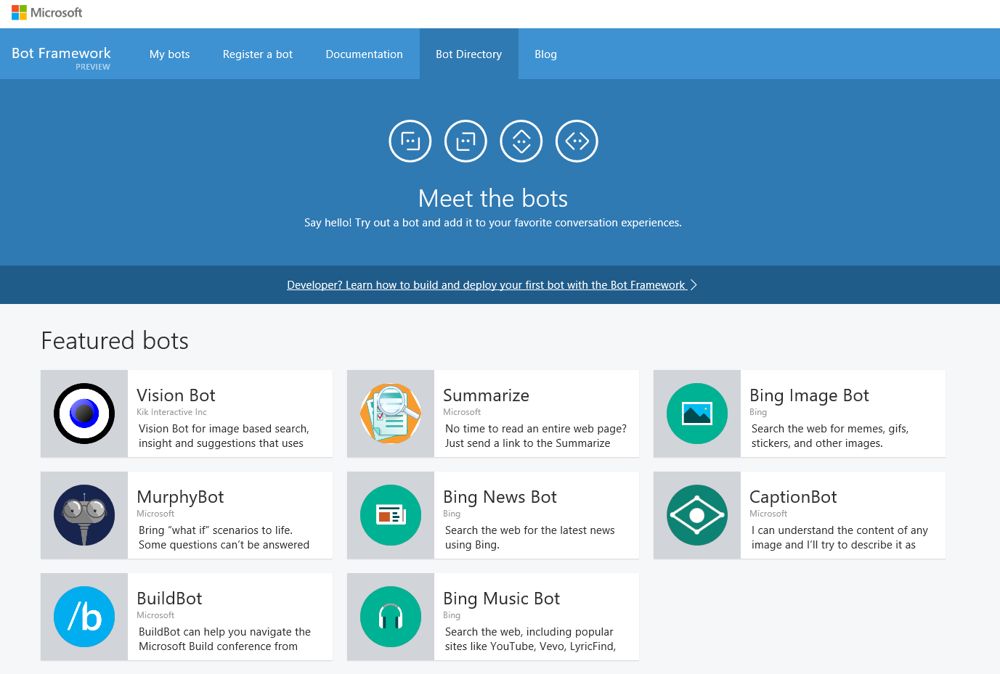 Microsoft
Bot Framework
PREVIEW
My bots
Register a bot
Documentation
Bot Directory
Blog
Meet the bots
Say hello! Try out a bot and add it to your favorite conversation experiences.
Developer? Learn how to build and deploy your first bot with the Bot Framework
Featured bots
Vision Bot
Kik Interactive Inc
Vision Bot for image based search,
insight and suggestions that uses
Summarize
Microsoft
No time to read an entire web page?
Just send a link to the Summarize
Bing Image Bot
Bing
Search the web for memes, gifs,
stickers, and other images.
MurphyBot
Microsoft
Bring “what if” scenarios to life.
Some questions can’t be answered
Bing News Bot
Bing
Search the web for the latest news
using Bing.
CaptionBot
Microsoft
I can understand the content of any
image and I’ll try to describe it as
/b
BuildBot
Microsoft
BuildBot can help you navigate the
Microsoft Build conference from
Bing Music Bot
Bing
Search the web, including popular
sites like YouTube, Vevo, LyricFind,